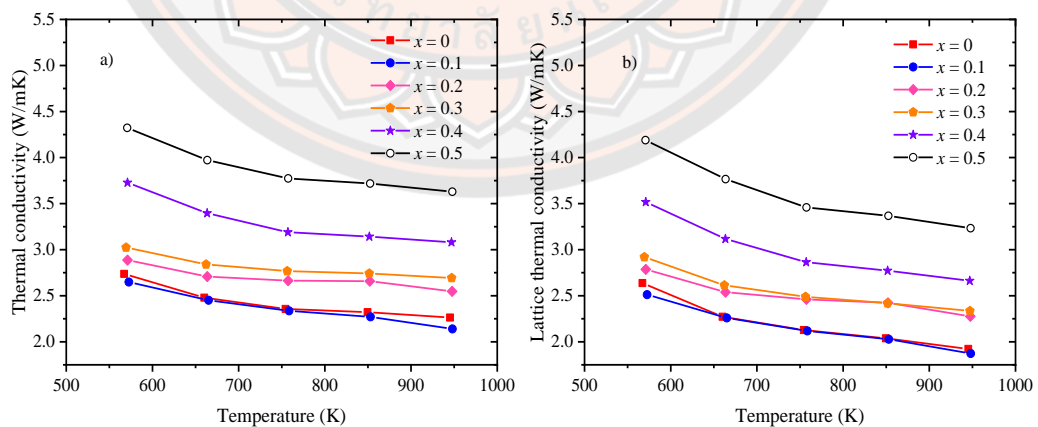 5.5
5.0
4.5
4.0
3.5
3.0
2.5
2.0
Thermal conductivity (W/mK)
a)
x = 0
x = 0.1
x = 0.2
x = 0.3
x = 0.4
x = 0.5
500 600 700 800 900 1000
Temperature (K)
5.5
5.0
4.5
4.0
3.5
3.0
2.5
2.0
Lattice thermal conductivity (W/mK)
b)
x = 0
x = 0.1
x = 0.2
x = 0.3
x = 0.4
x = 0.5
500 600 700 800 900 1000
Temperature (K)